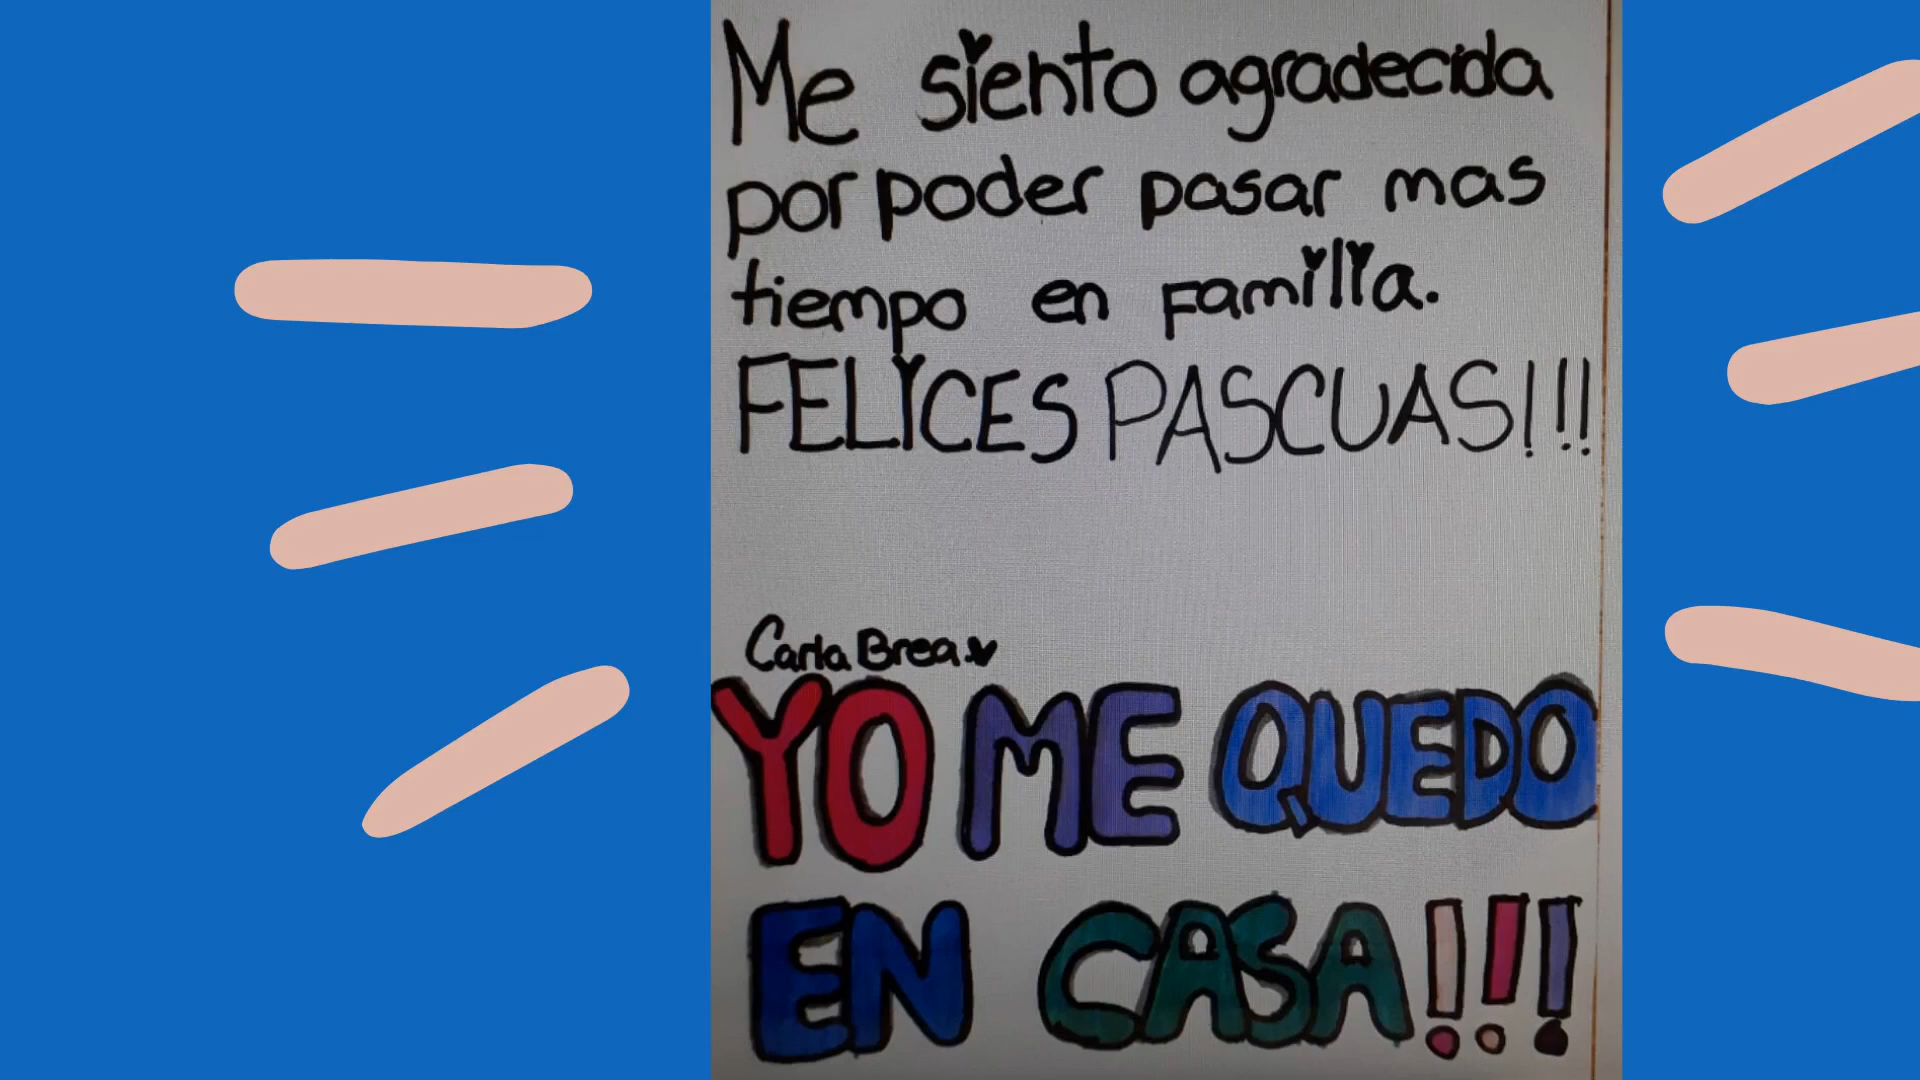 Me siento agradecida
por poder pasar mas
tiempo en Familia.
FELICES PASCUAS!!!
Carla Brea.
YO ME QUEDO
EN CASA!!!